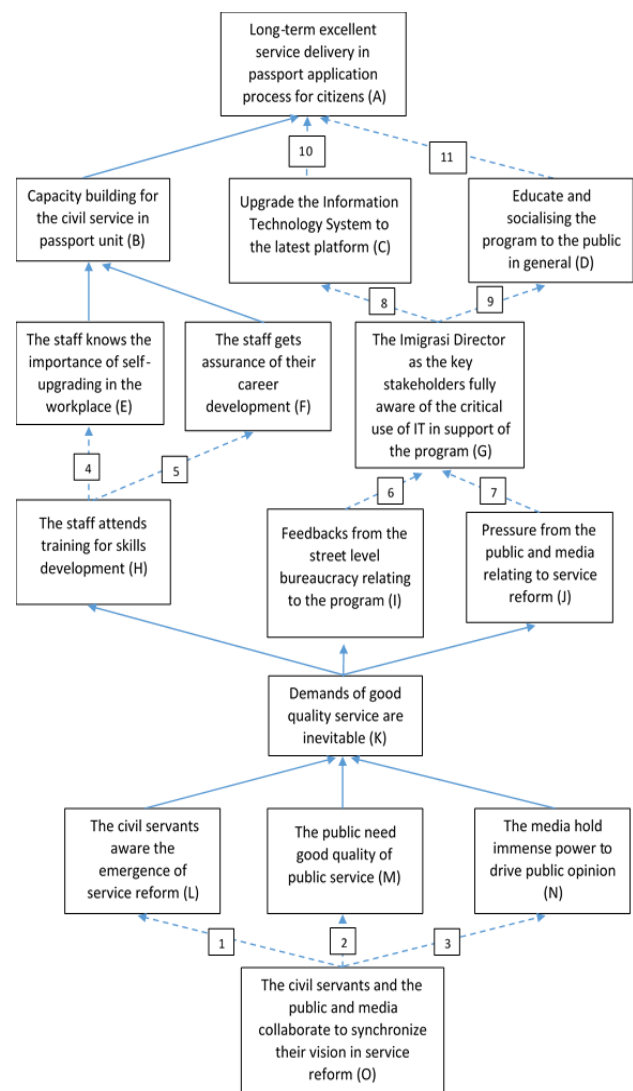 Long-term excellent
service delivery in
passport application
process for citizens (A)
10
11
Capacity building for
the civil service in
passport unit (B)
Upgrade the Information
Technology System to
the latest platform (C)
Educate and
socialising the
program to the public
in general (D)
8
9
The staff knows the
importance of self-
upgrading in the
workplace (E)
The staff gets
assurance of their
career development
(F)
The Imigrasi Director
as the key
stakeholders fully
aware of the critical
use of IT in support of
the program (G)
4
5
6
7
The staff attends
training for skills
development (H)
Feedbacks from the
street level
bureaucracy relating
to the program (I)
Pressure from the
public and media
relating to service
reform (J)
Demands of good
quality service are
inevitable (K)
The civil servants
aware the
emergence of
service reform (L)
The public need
good quality of
public service (M)
The media hold
immense power to
drive public opinion
(N)
1
2
3
The civil servants and the
public and media
collaborate to synchronize
their vision in service
reform (O)